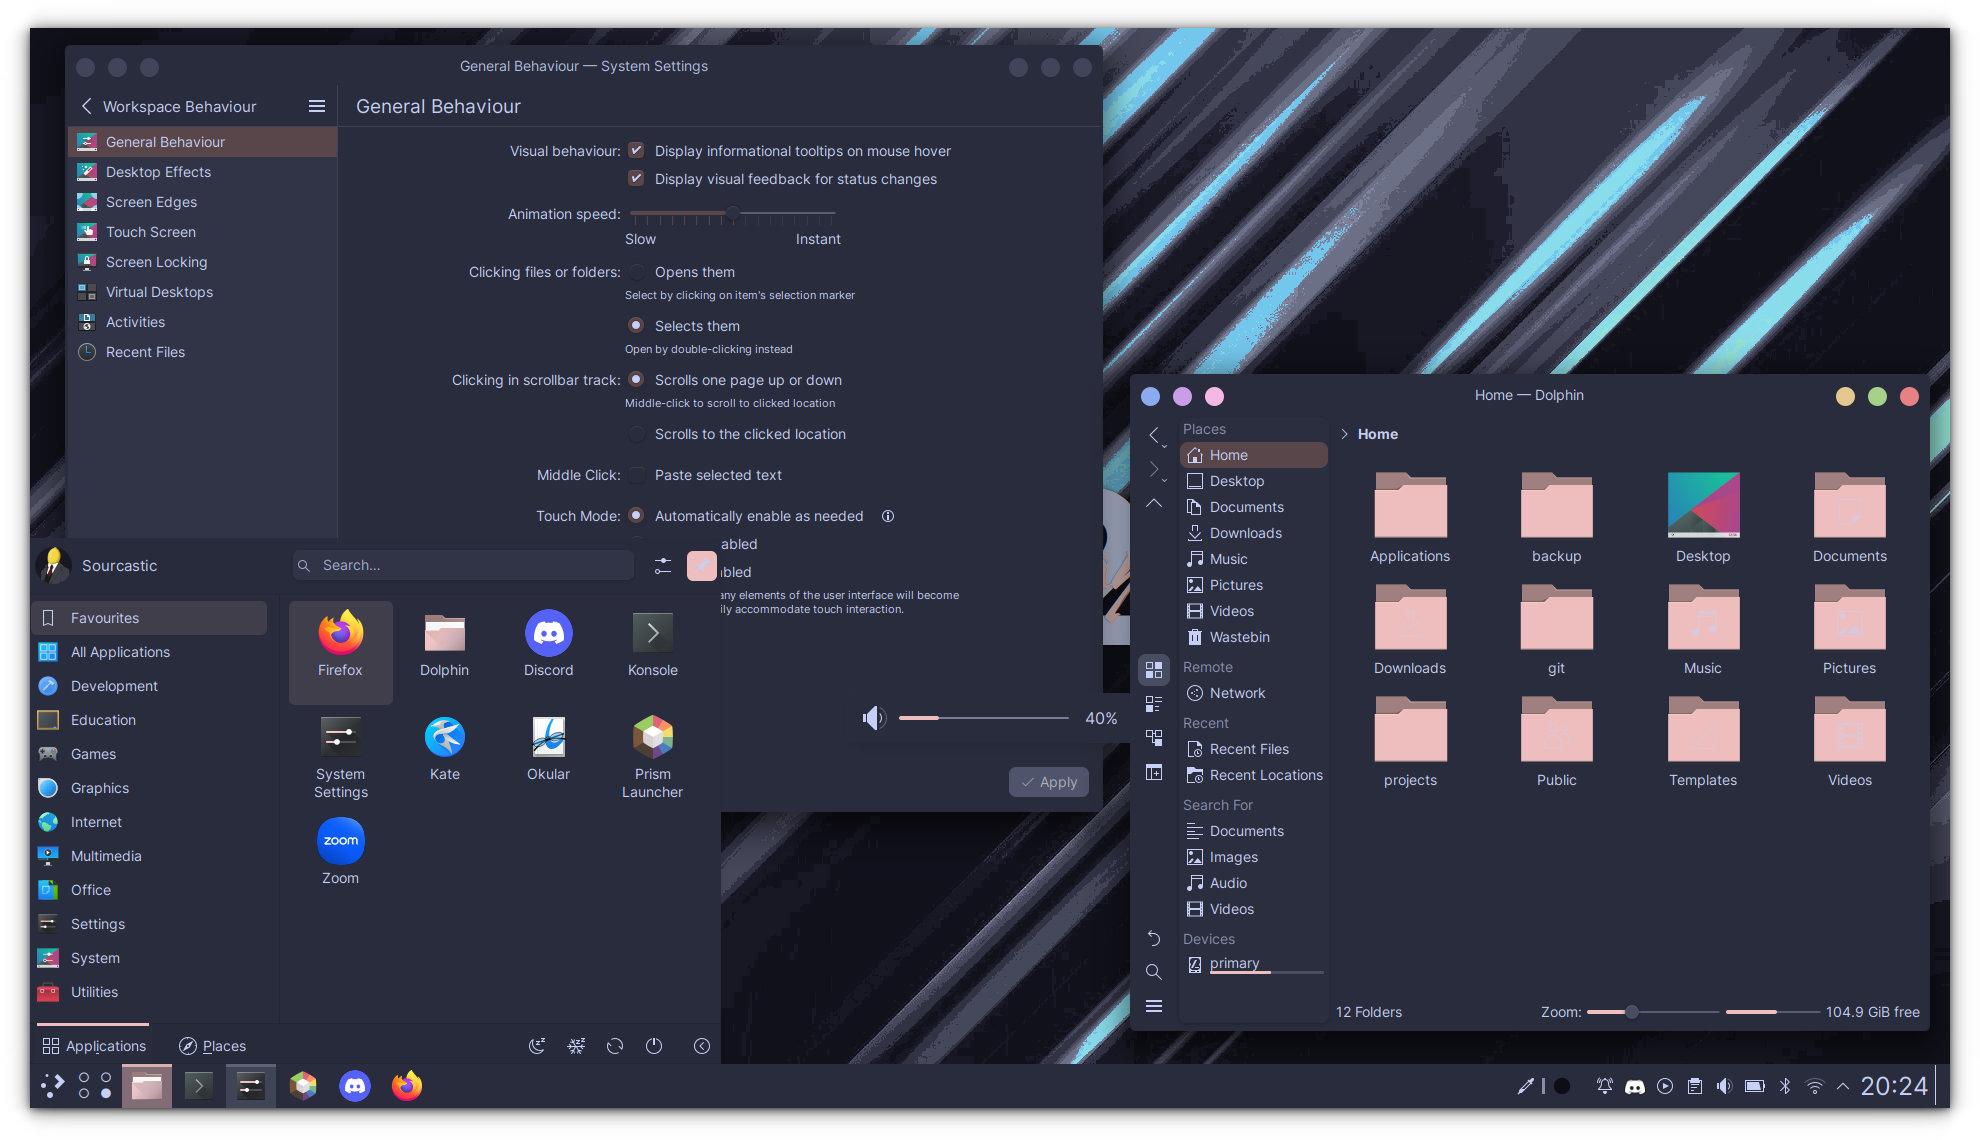 General Behaviour — System Settings
Workspace Behaviour
General Behaviour
General Behaviour
Desktop Effects
Screen Edges
Touch Screen
Screen Locking
Virtual Desktops
Activities
Recent Files
Visual behaviour:
Display informational tooltips on mouse hover
Display visual feedback for status changes
Animation speed:
Slow
Instant
Clicking files or folders:
Opens them
Select by clicking on item's selection marker
Selects them
Open by double-clicking instead
Clicking in scrollbar track:
Scrolls one page up or down
Middle-click to scroll to clicked location
Scrolls to the clicked location
Middle Click:
Paste selected text
Touch Mode:
Automatically enable as needed
abled
bled
any elements of the user interface will become
ily accommodate touch interaction.
40%
Apply
Sourcastic
Search...
Favourites
All Applications
Development
Education
Games
Graphics
Internet
Multimedia
Office
Settings
System
Utilities
Firefox
Dolphin
Discord
Konsole
System
Settings
Kate
Okular
Prism
Launcher
zoom
Zoom
Applications
Places
Home — Dolphin
Places
Home
Desktop
Documents
Downloads
Music
Pictures
Videos
Wastebin
Remote
Network
Recent
Recent Files
Recent Locations
Search For
Documents
Images
Audio
Videos
Devices
primary
Home
Applications
backup
Desktop
Documents
Downloads
git
Music
Pictures
projects
Public
Templates
Videos
12 Folders
Zoom:
104.9 GiB free
20:24